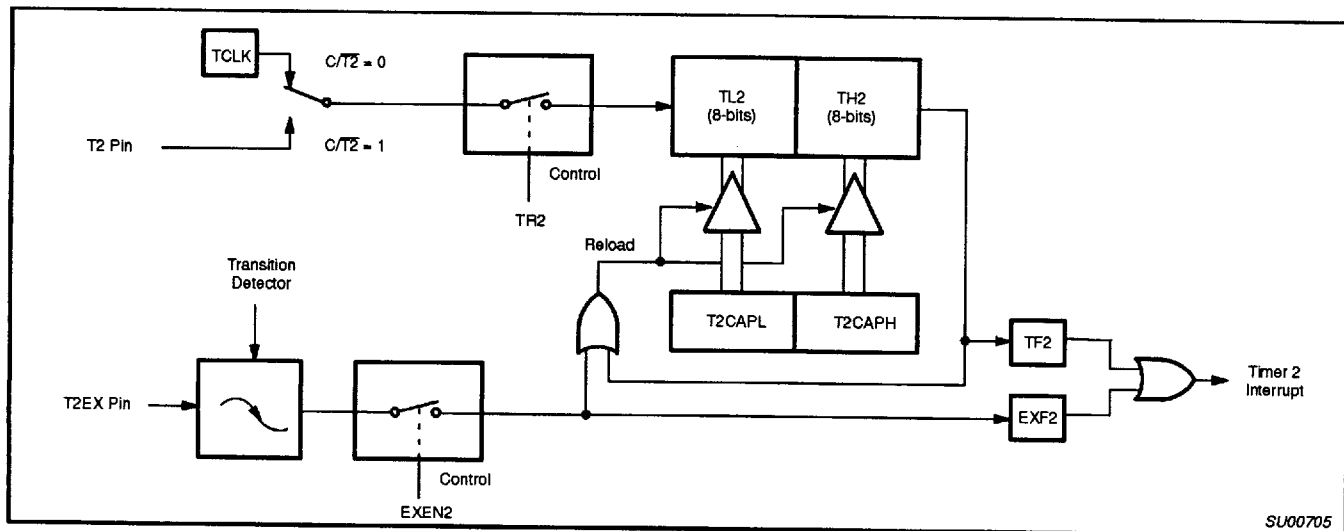 TCLK
C/T2 = 0
TL2
(8-bits)
TH2
(8-bits)
T2 Pin
C/T2 = 1
Control
TR2
Reload
Transition
Detector
T2CAPL
T2CAPH
TF2
Timer 2
Interrupt
T2EX Pin
EXF2
Control
EXEN2
SU00705